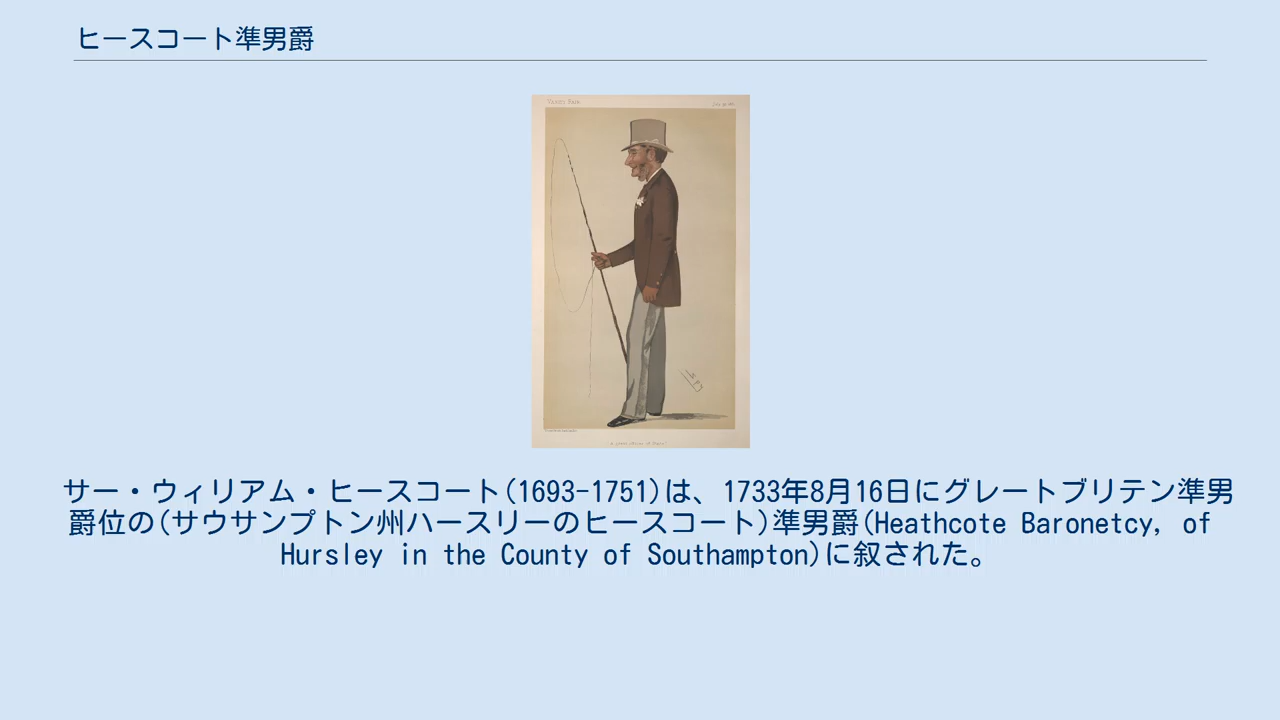 ヒースコート準男爵
VANITY FAIR.
サー・ウィリアム・ヒースコート(1693-1751)は、1733年8月16日にグレートブリテン準男
爵位の(サウサンプトン州ハースリーのヒースコート)準男爵(Heathcote Baronetcy, of
Hursley in the County of Southampton)に叙された。